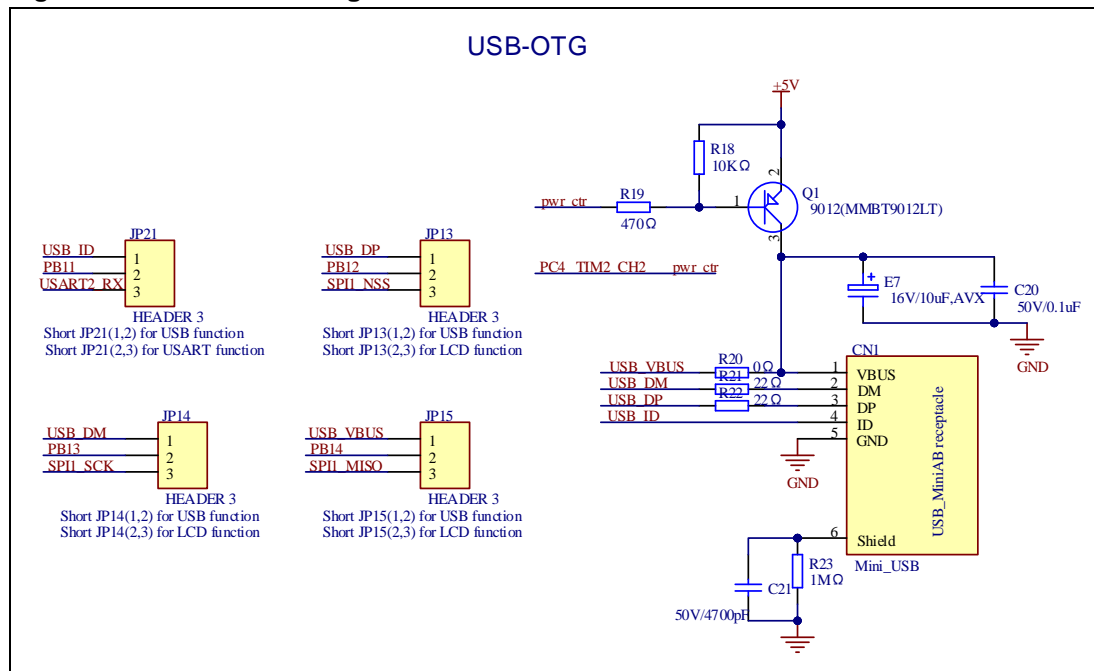 USB-OTG
+5V
R18
10KΩ
2
Q1
9012(MMBT9012LT)
pwr_ctr
R19
470Ω
1
3
JP21
USB_ID
PB11
USART2_RX
1
2
3
HEADER 3
Short JP21(1,2) for USB function
Short JP21(2,3) for USART function
JP13
USB_DP
PB12
SPI1_NSS
1
2
3
HEADER 3
Short JP13(1,2) for USB function
Short JP13(2,3) for LCD function
PC4_TIM2_CH2
pwr_ctr
+
E7
16V/10uF,AVX
C20
50V/0.1uF
GND
JP14
USB_DM
PB13
SPI1_SCK
1
2
3
HEADER 3
Short JP14(1,2) for USB function
Short JP14(2,3) for LCD function
JP15
USB_VBUS
PB14
SPI1_MISO
1
2
3
HEADER 3
Short JP15(1,2) for USB function
Short JP15(2,3) for LCD function
CN1
USB_VBUS
R20
0Ω
1
VBUS
USB_DM
R21
22Ω
2
DM
USB_DP
R22
22Ω
3
DP
USB_ID
4
ID
5
GND
GND
USB_MiniAB receptacle
6
Shield
Mini_USB
R23
1MΩ
C21
50V/4700pF